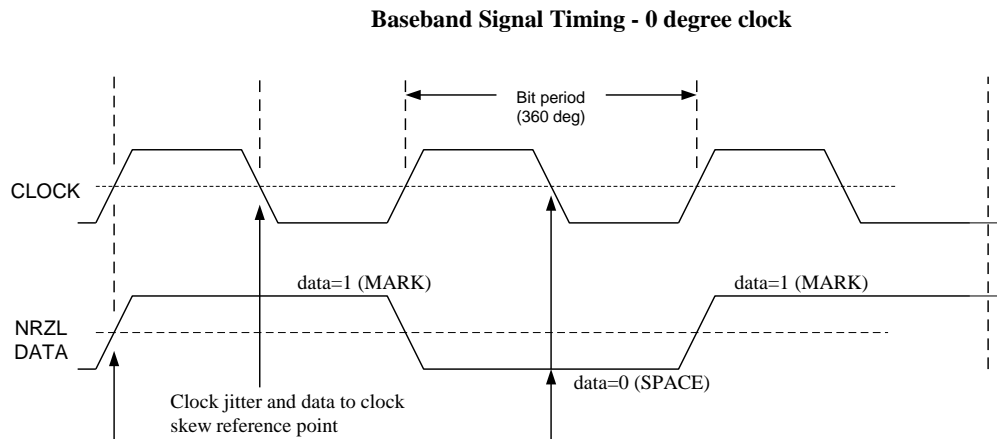 Baseband Signal Timing - 0 degree clock
Bit period
(360 deg)
CLOCK
data=1 (MARK)
data=1 (MARK)
NRZL
DATA
data=0 (SPACE)
Clock jitter and data to clock
skew reference point